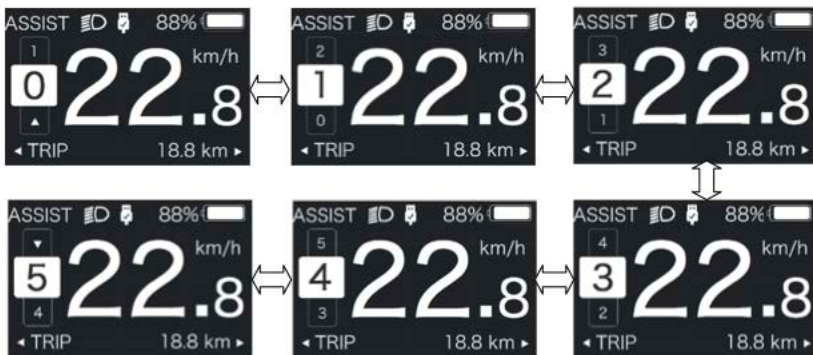 ASSIST 88%
1 km/h
0 22.8
▲
◂ TRIP 18.8 km ▸
ASSIST 88%
2 km/h
1 22.8
0
◂ TRIP 18.8 km ▸
ASSIST 88%
3 km/h
2 22.8
1
◂ TRIP 18.8 km ▸
ASSIST 88%
▼ km/h
5 22.8
4
◂ TRIP 18.8 km ▸
ASSIST 88%
5 km/h
4 22.8
3
◂ TRIP 18.8 km ▸
ASSIST 88%
4 km/h
3 22.8
2
◂ TRIP 18.8 km ▸